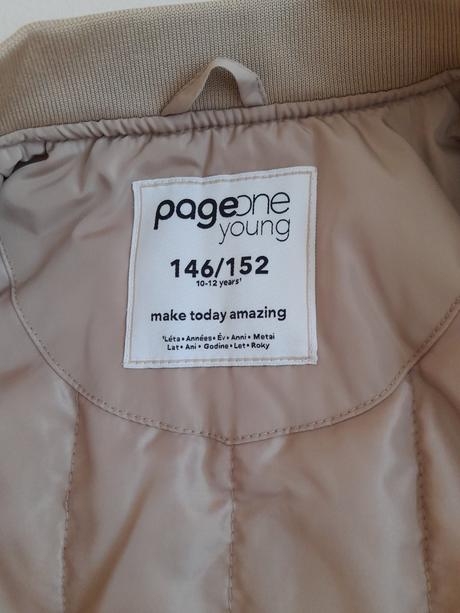 pageone
young
146/152
10-12 years¹
make today amazing
¹Léta • Années • Év • Anni • Metai
Lat • Ani • Godine • Let • Roky